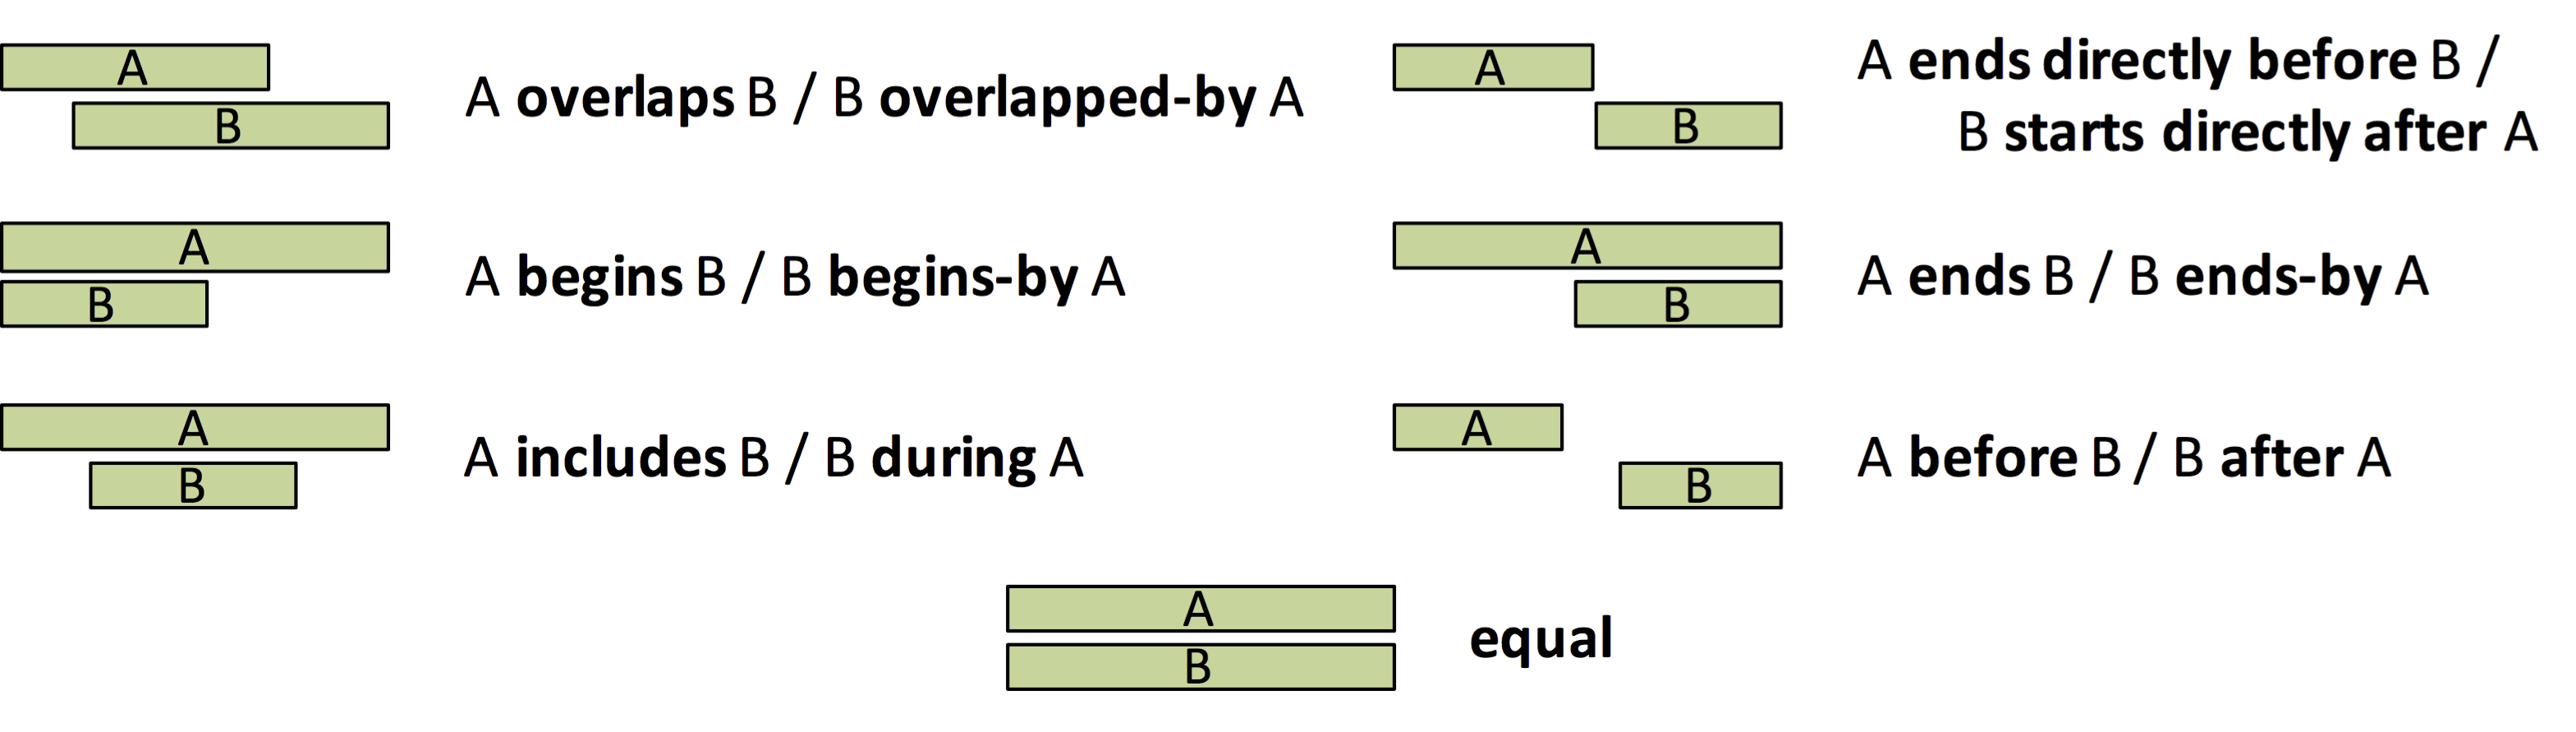 A
B
A overlaps B / B overlapped-by A
A
B
A ends directly before B /
B starts directly after A
A
B
A begins B / B begins-by A
A
B
A ends B / B ends-by A
A
B
A includes B / B during A
A
B
A before B / B after A
A
B
equal